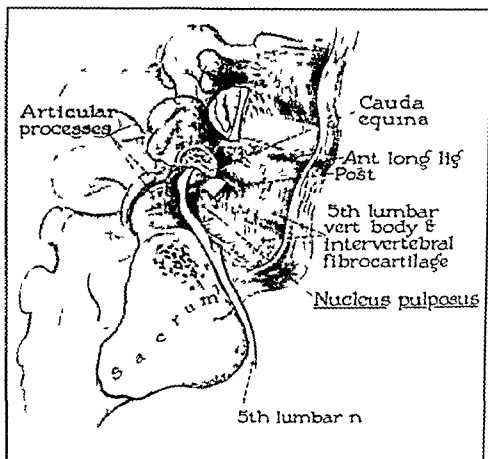 Articular
processes
Cauda
equina
Ant long lig
Post
5th lumbar
vert body &
intervertebral
fibrocartilage
Nucleus pulposus
Sacrum
5th lumbar n